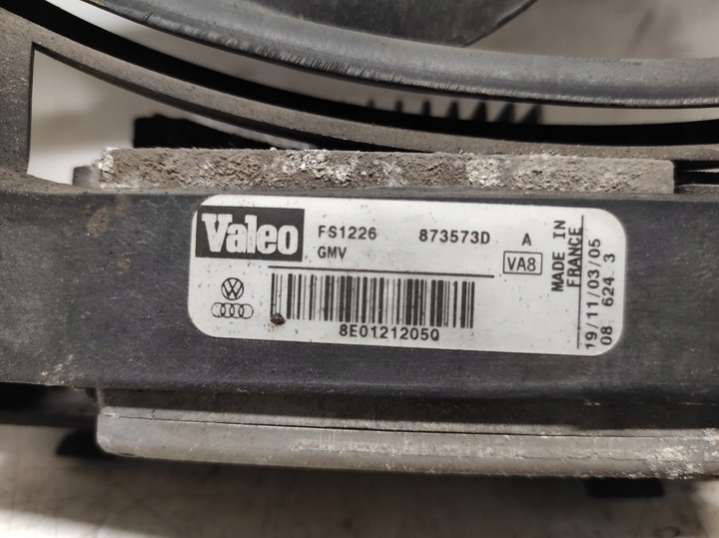 Valeo
FS1226 873573D A
GMV VA8
8E0121205Q
MADE IN
FRANCE
19/11/03/05
08 624 3